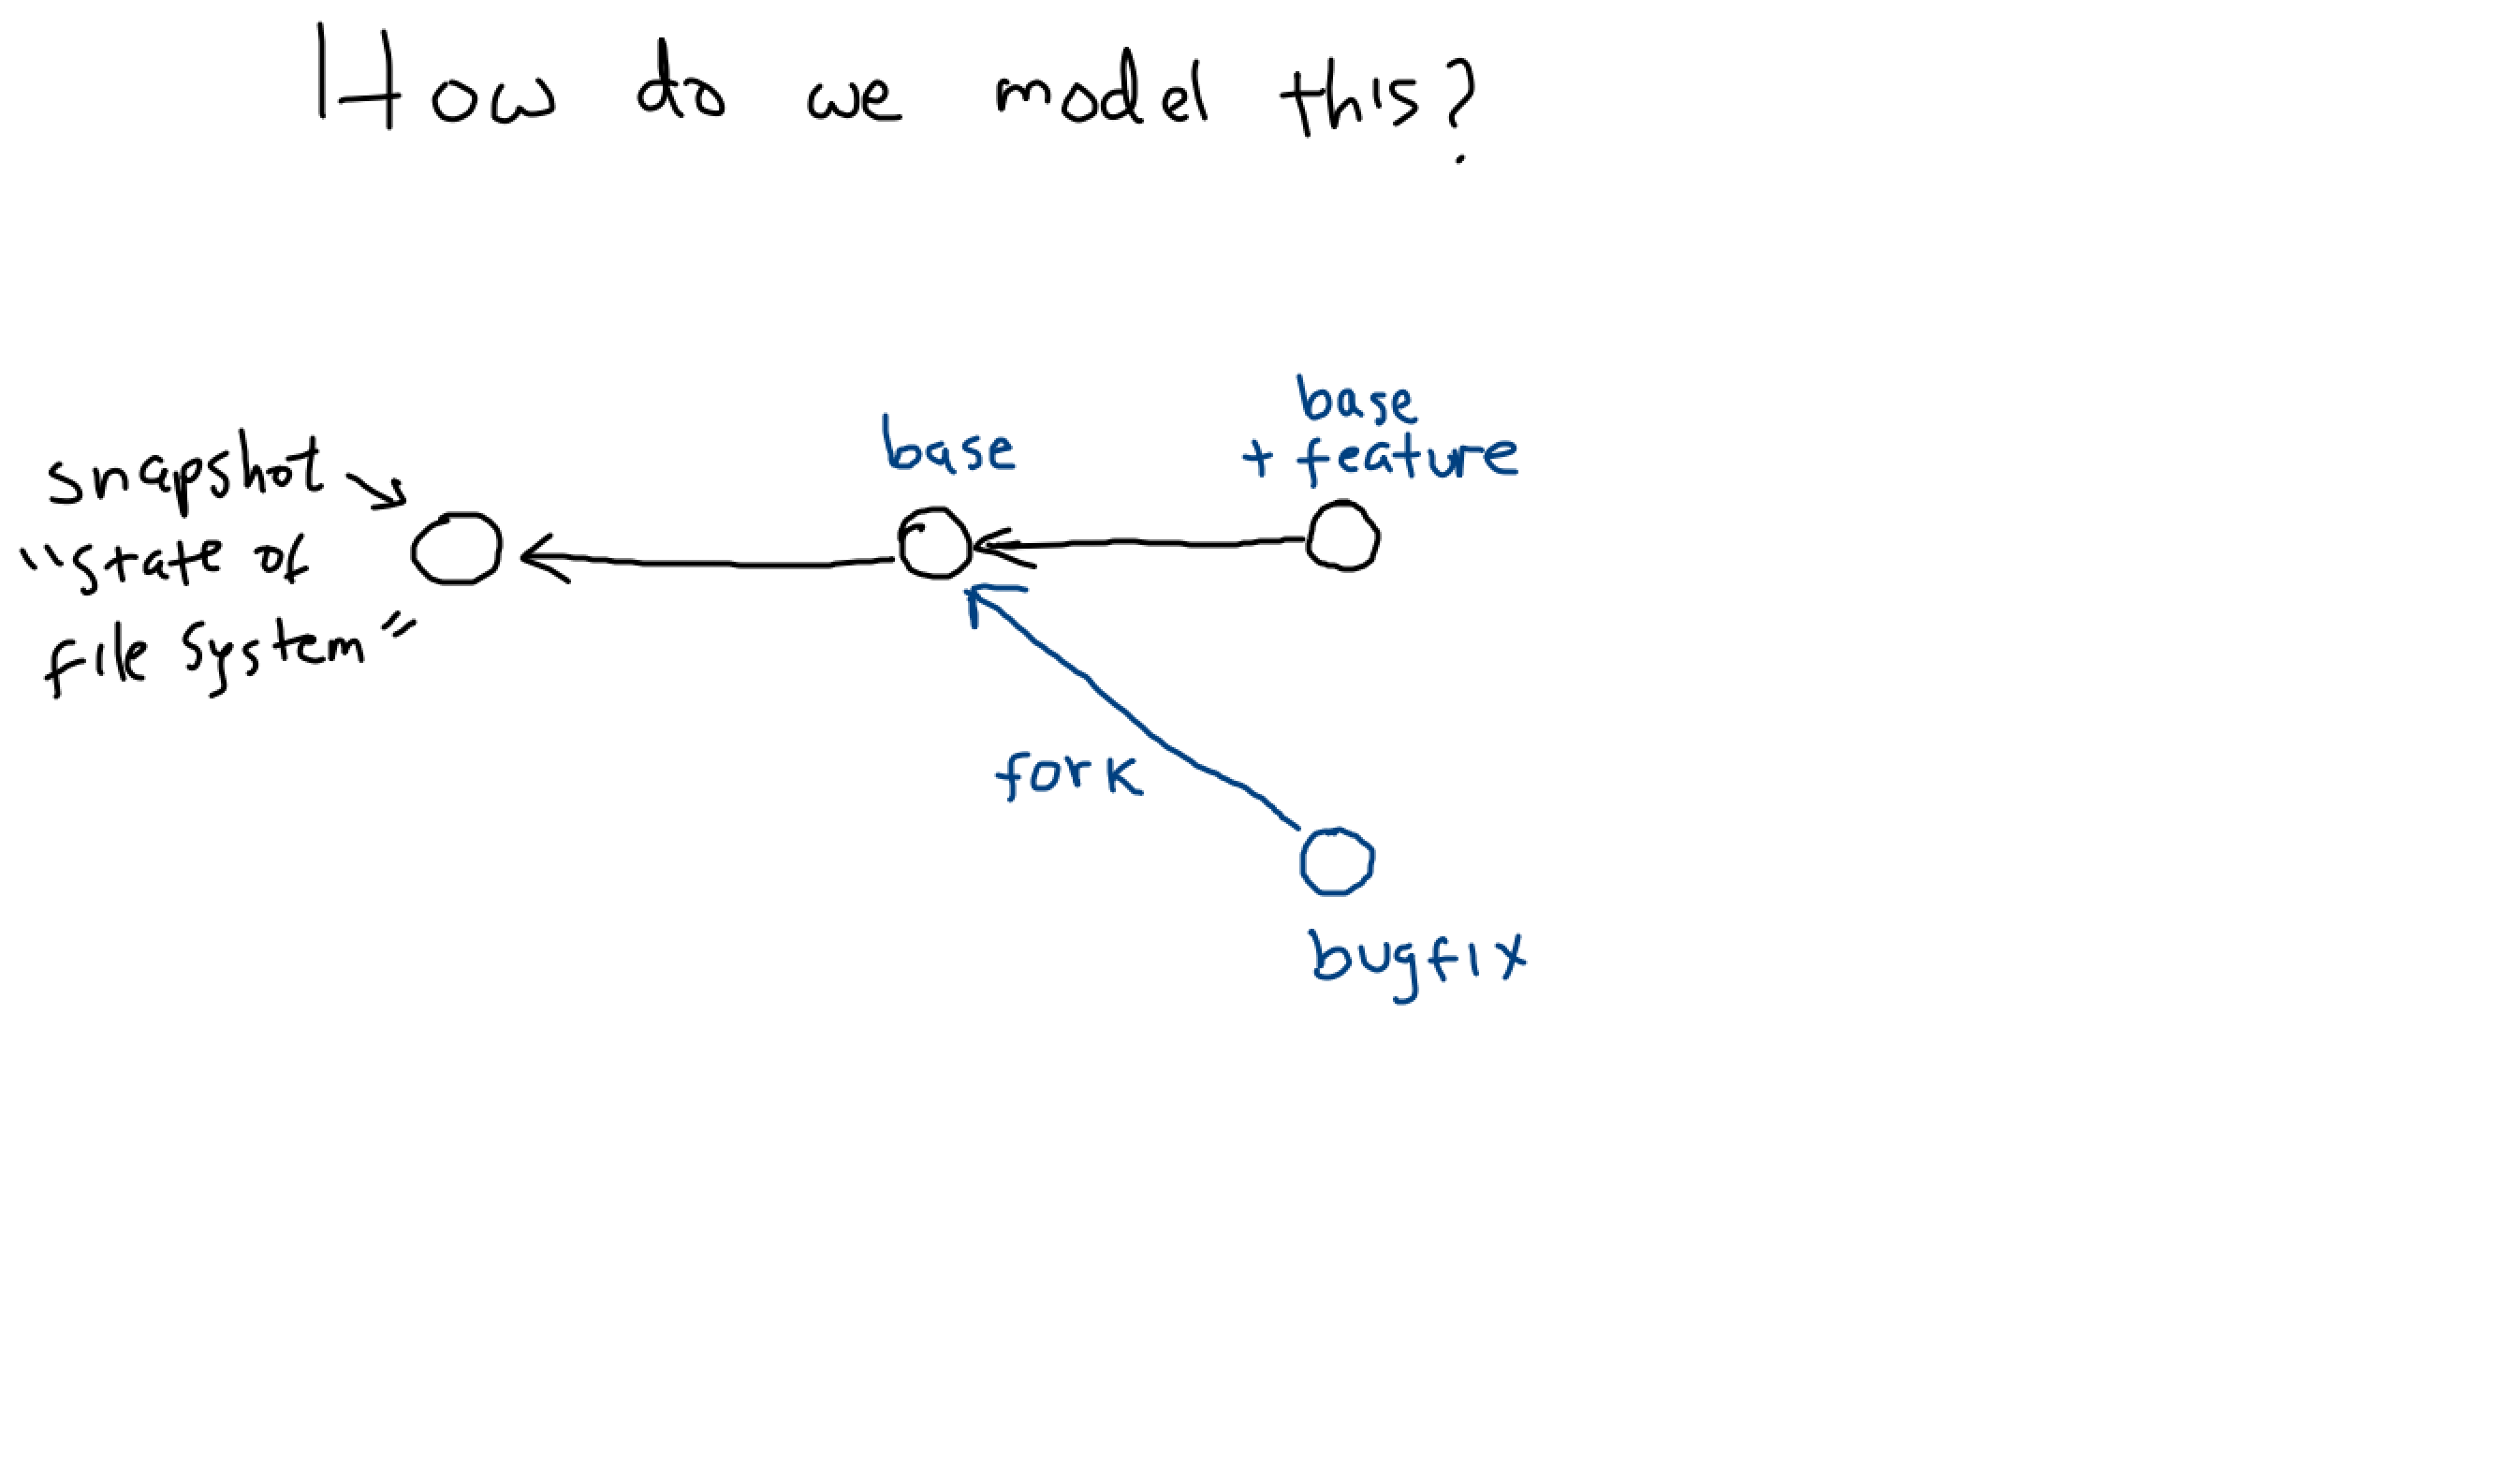 How do we model this?
snapshot
"state of
file system"
base
base
+ feature
fork
bugfix